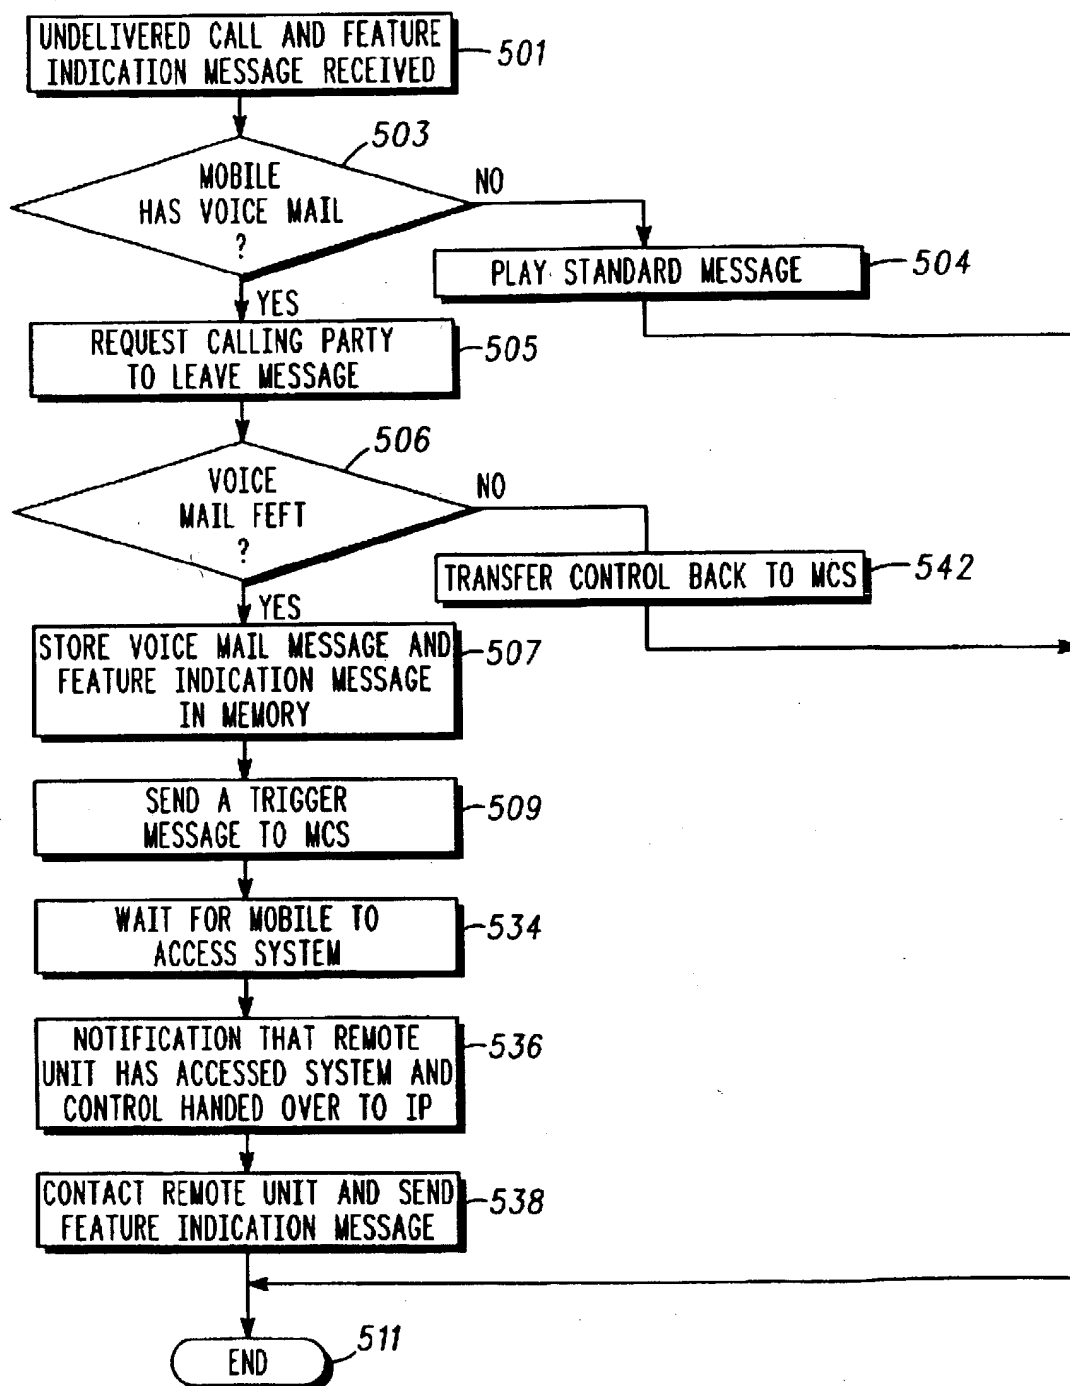 UNDELIVERED CALL AND FEATURE
INDICATION MESSAGE RECEIVED
501
503
MOBILE
HAS VOICE MAIL
?
NO
YES
PLAY STANDARD MESSAGE
504
REQUEST CALLING PARTY
TO LEAVE MESSAGE
505
506
VOICE
MAIL FEFT
?
NO
YES
TRANSFER CONTROL BACK TO MCS
542
STORE VOICE MAIL MESSAGE AND
FEATURE INDICATION MESSAGE
IN MEMORY
507
SEND A TRIGGER
MESSAGE TO MCS
509
WAIT FOR MOBILE TO
ACCESS SYSTEM
534
NOTIFICATION THAT REMOTE
UNIT HAS ACCESSED SYSTEM AND
CONTROL HANDED OVER TO IP
536
CONTACT REMOTE UNIT AND SEND
FEATURE INDICATION MESSAGE
538
END
511